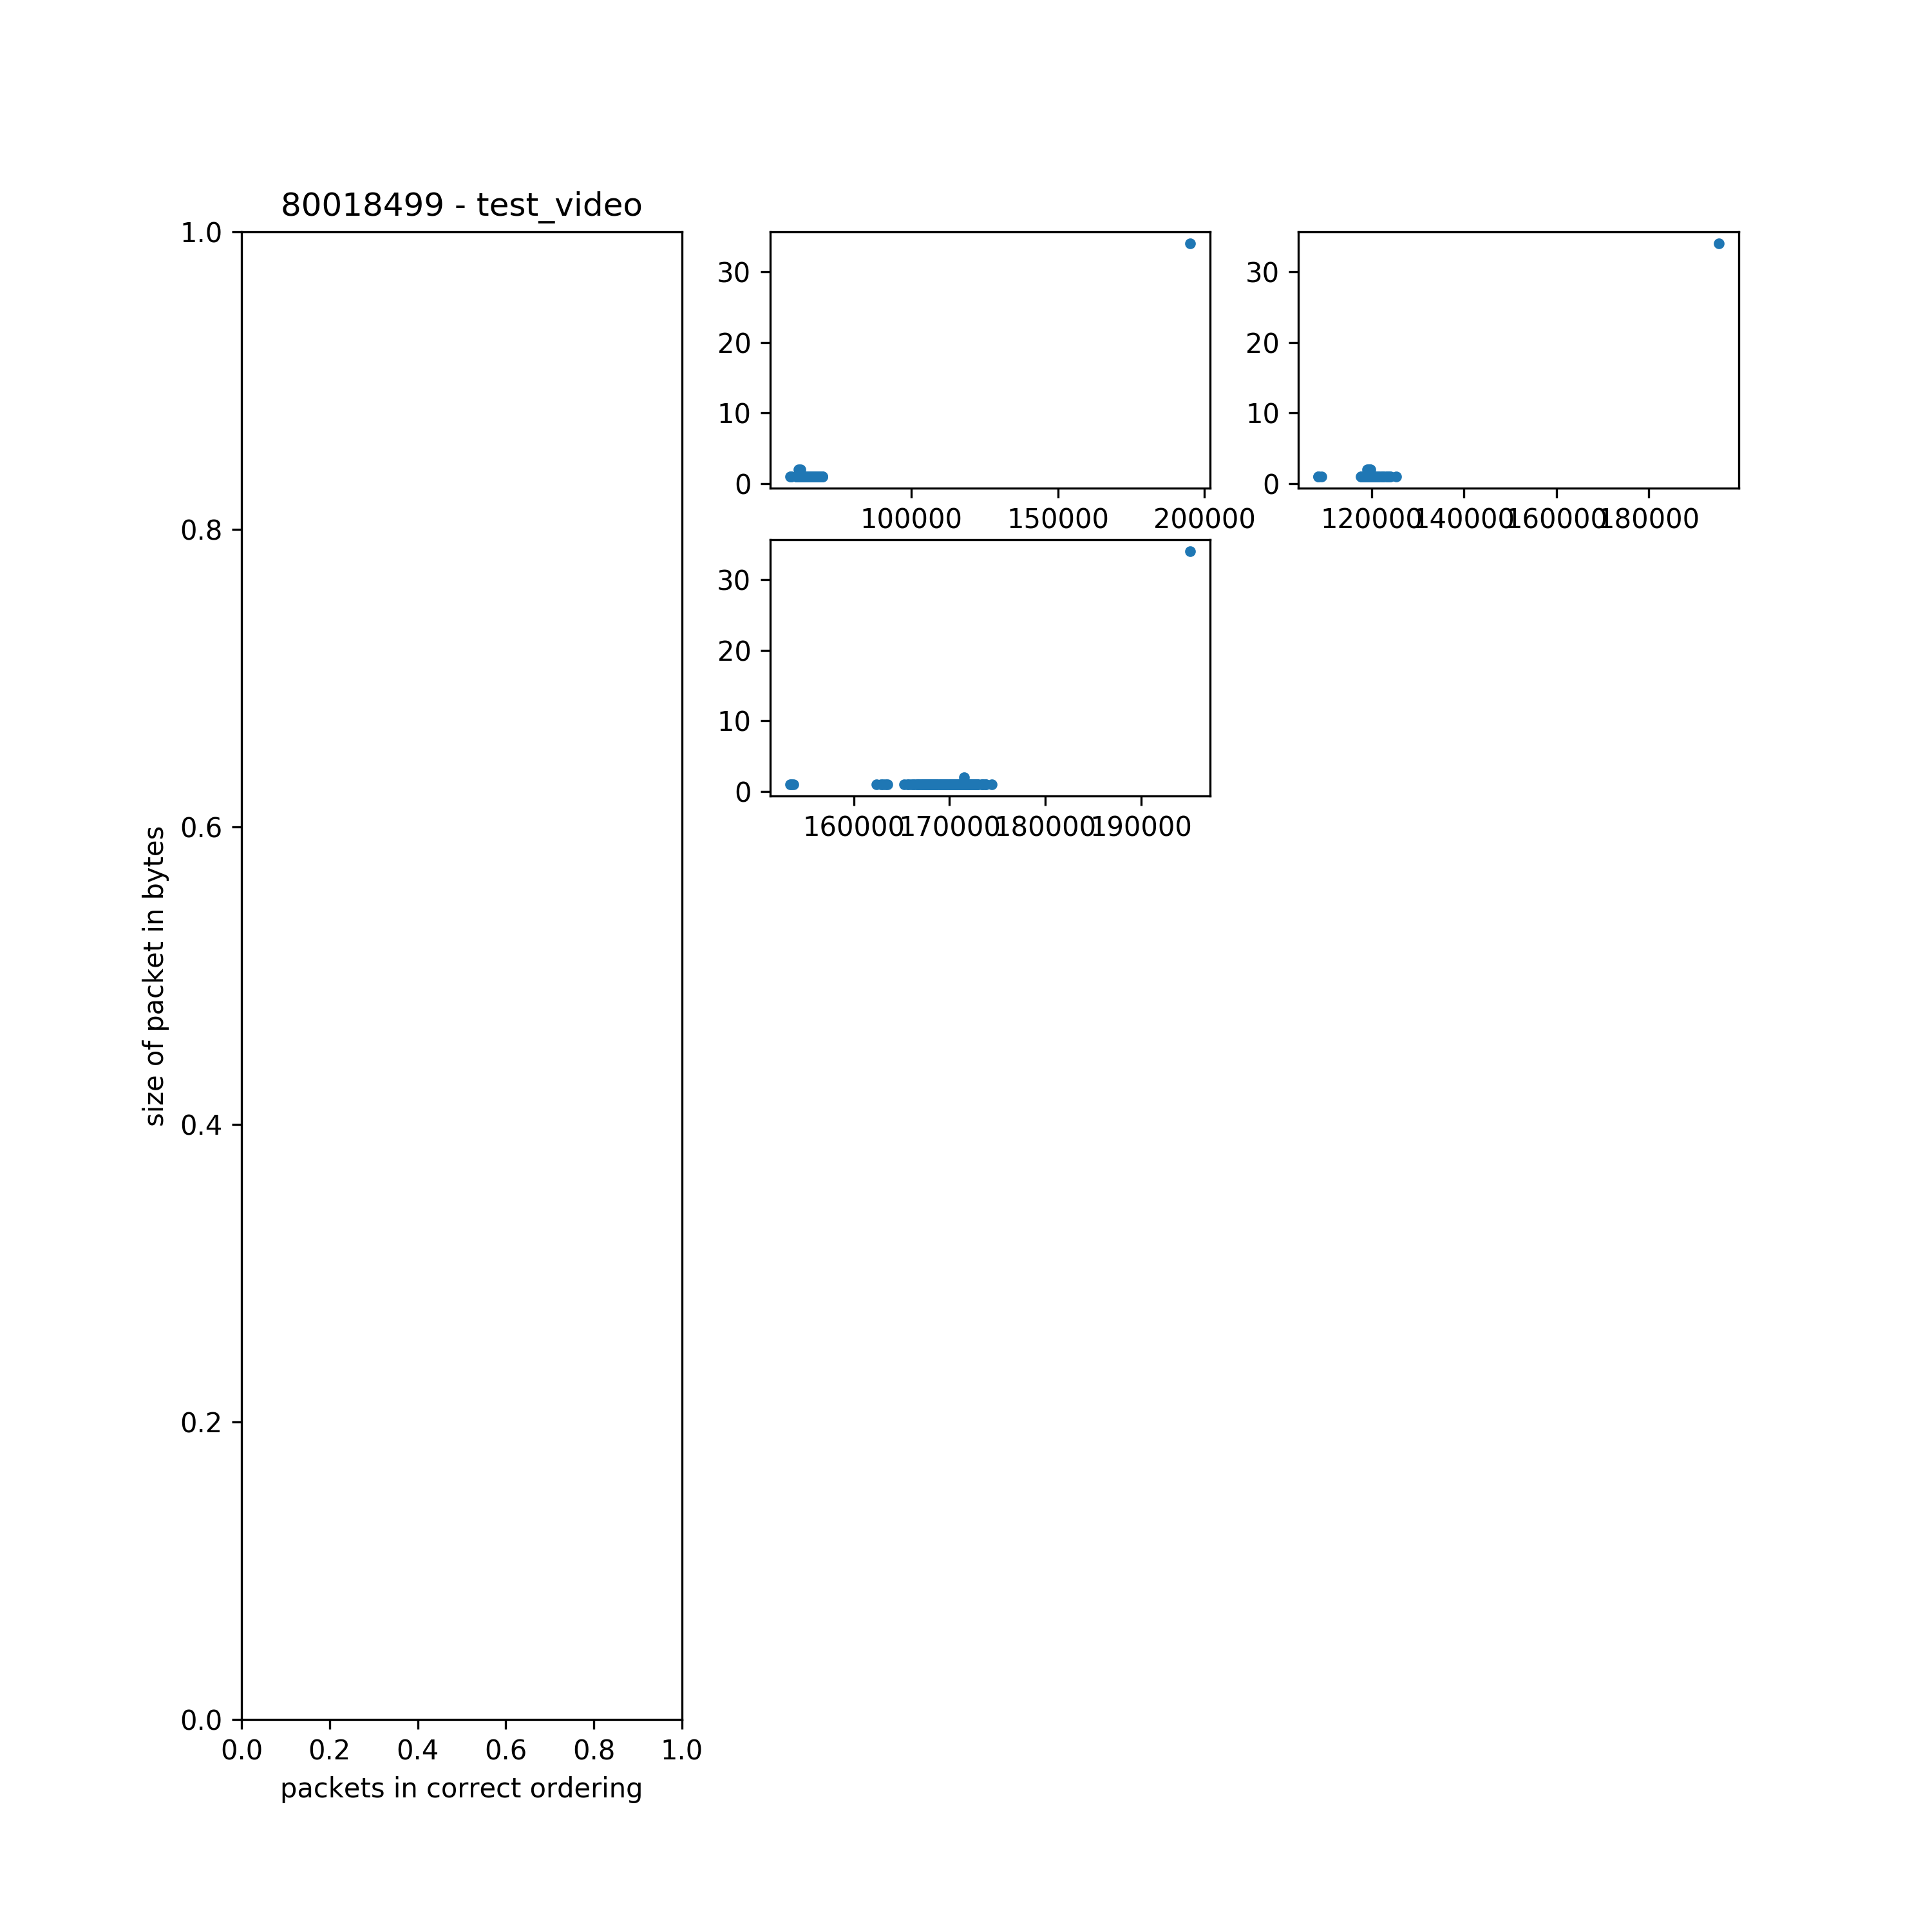 80018499 - test_video
1.0
0.8
0.6
0.4
0.2
0.0
size of packet in bytes
0.0 0.2 0.4 0.6 0.8 1.0
packets in correct ordering
30
20
10
0
100000 150000 200000
30
20
10
0
120000 140000 160000 180000
30
20
10
0
160000 170000 180000 190000